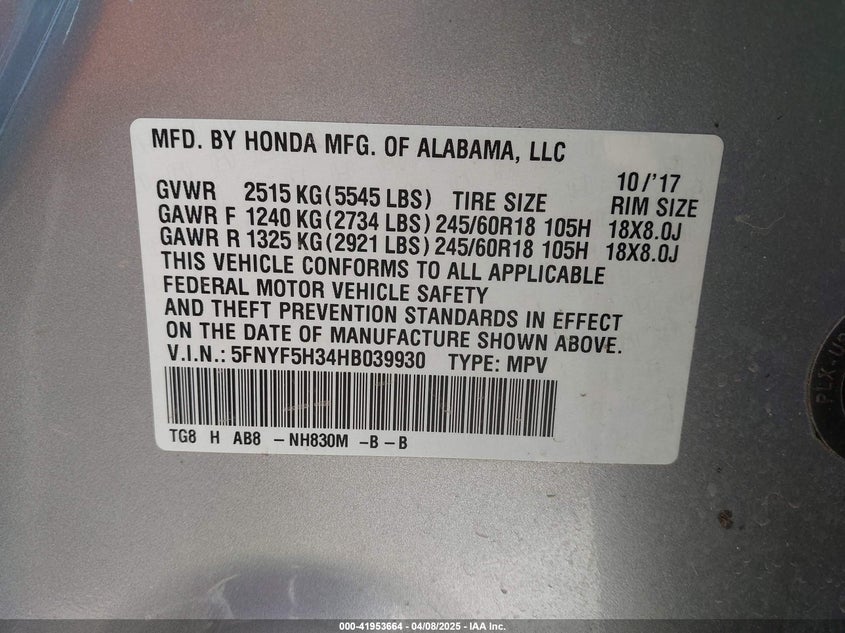 MFD. BY HONDA MFG. OF ALABAMA, LLC
10/'17
GVWR 2515 KG(5545 LBS) TIRE SIZE RIM SIZE
GAWR F 1240 KG(2734 LBS) 245/60R18 105H 18X8.0J
GAWR R 1325 KG(2921 LBS) 245/60R18 105H 18X8.0J
THIS VEHICLE CONFORMS TO ALL APPLICABLE
FEDERAL MOTOR VEHICLE SAFETY
AND THEFT PREVENTION STANDARDS IN EFFECT
ON THE DATE OF MANUFACTURE SHOWN ABOVE.
V.I.N.: 5FNYF5H34HB039930 TYPE: MPV
TG8 H AB8 -NH830M -B-B
000-41953664 - 04/08/2025 - IAA Inc.